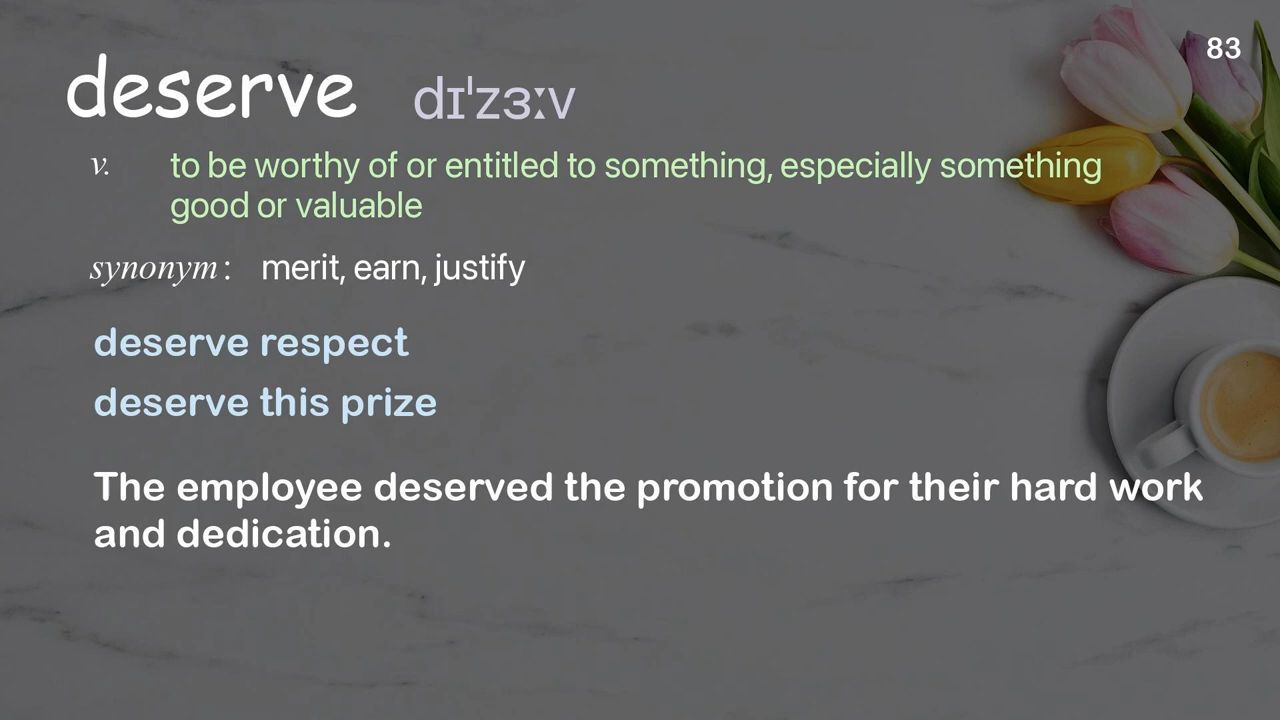 83
deserve dɪˈzɜːv
v. to be worthy of or entitled to something, especially something
good or valuable
synonym: merit, earn, justify
deserve respect
deserve this prize
The employee deserved the promotion for their hard work
and dedication.